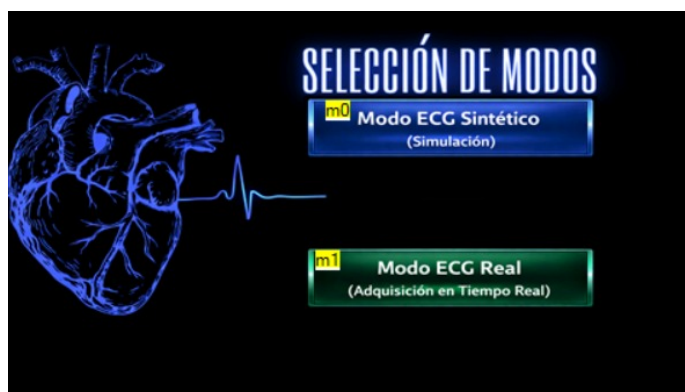 SELECCIÓN DE MODOS
m0
Modo ECG Sintético
(Simulación)
m1
Modo ECG Real
(Adquisición en Tiempo Real)